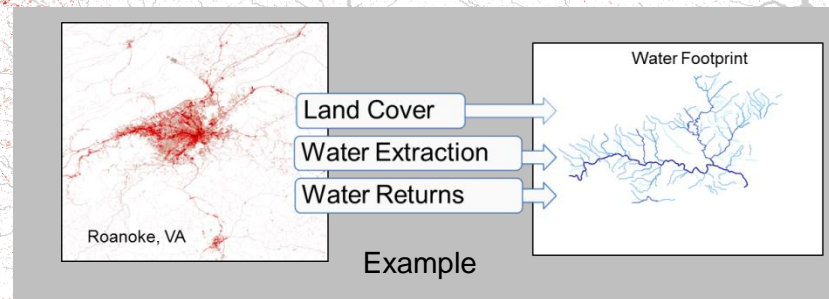 Water Footprint
Land Cover
Water Extraction
Water Returns
Roanoke, VA
Example